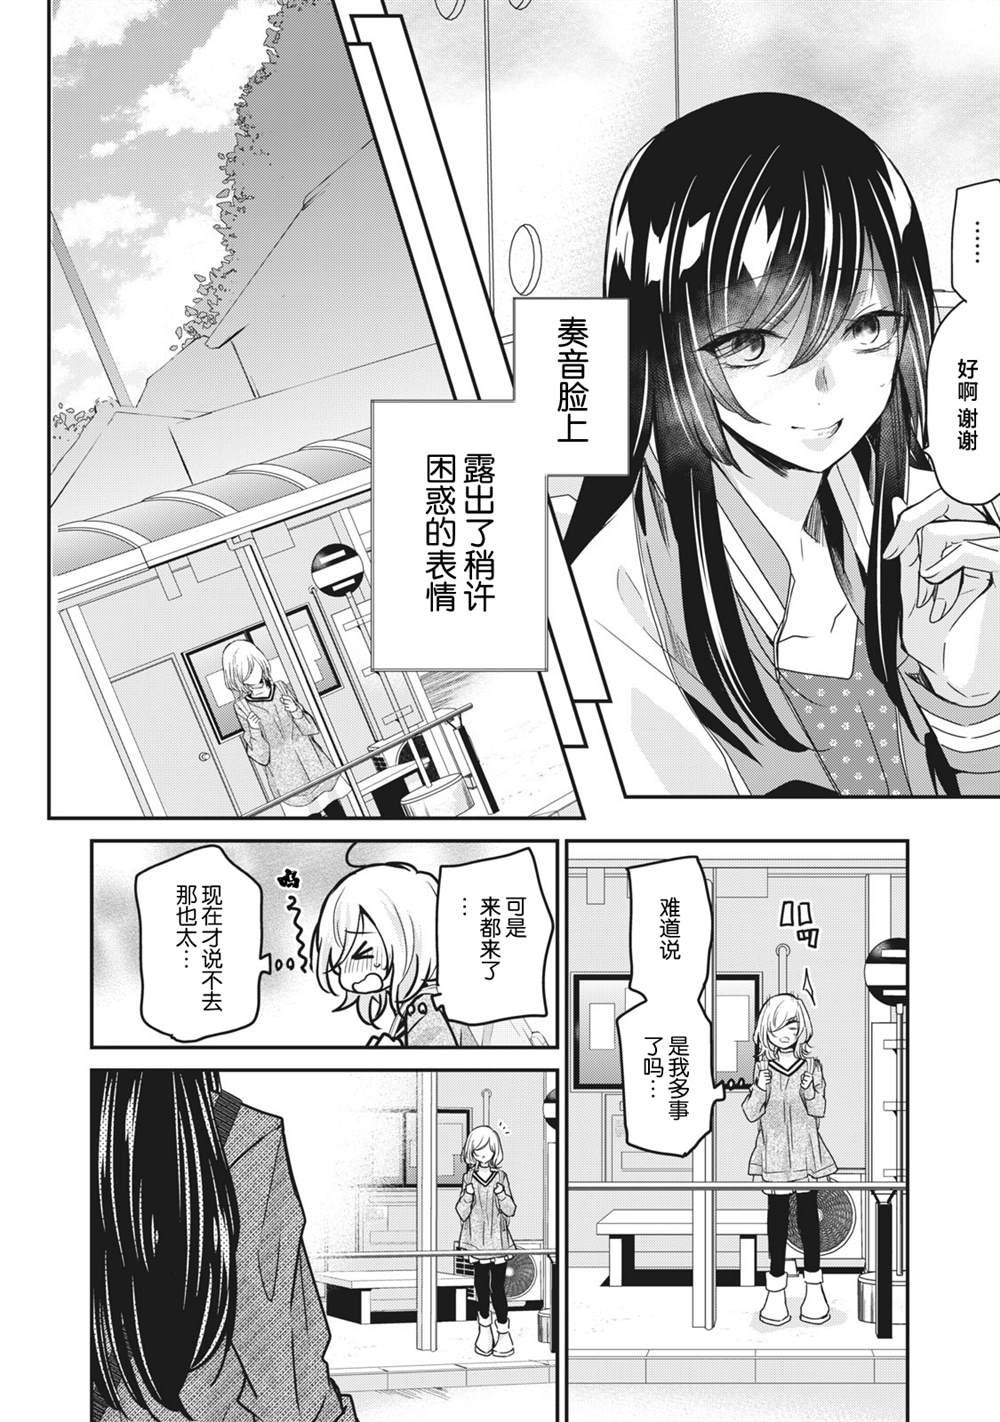 ……
好啊 谢谢
奏音脸上
露出了稍许
困惑的表情
难道说
是我多事
了吗…
可是
来都来了
…
呜
现在才说不去
那也太…